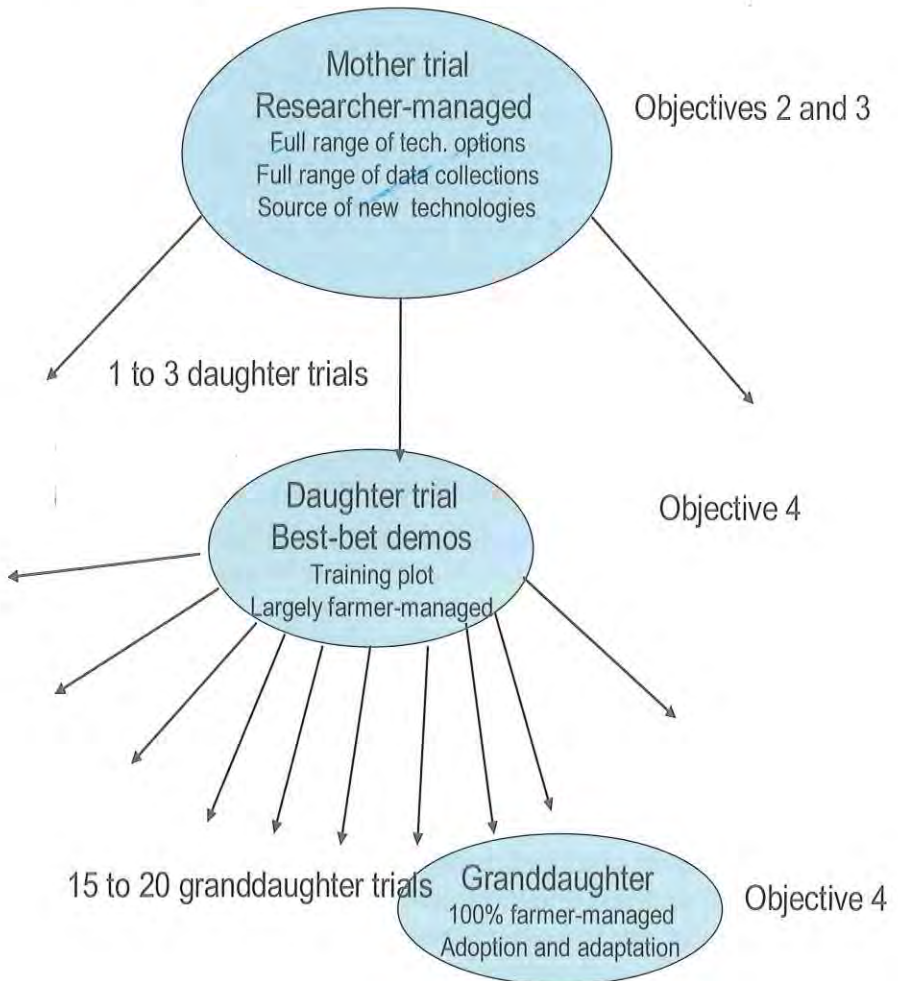 Mother trial
Researcher-managed
Full range of tech. options
Full range of data collections
Source of new technologies
Objectives 2 and 3
1 to 3 daughter trials
Daughter trial
Best-bet demos
Training plot
Largely farmer-managed
Objective 4
15 to 20 granddaughter trials
Granddaughter
100% farmer-managed
Adoption and adaptation
Objective 4